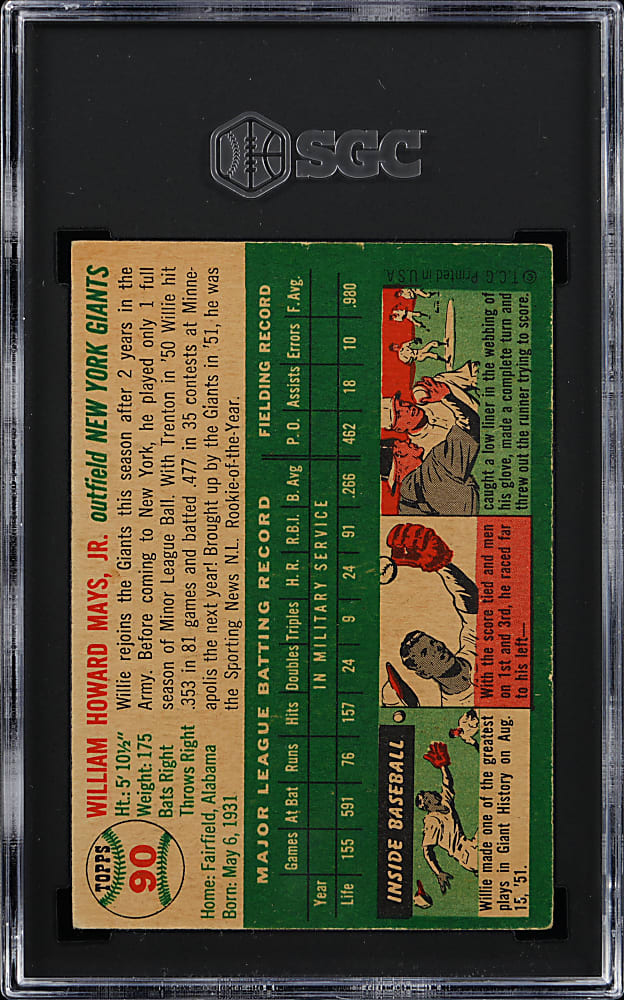 SGC
TOPPS
90
WILLIAM HOWARD MAYS, JR. outfield NEW YORK GIANTS
Ht.: 5' 10½"
Weight: 175
Bats Right
Throws Right
Home: Fairfield, Alabama
Born: May 6, 1931
Willie rejoins the Giants this season after 2 years in the
Army. Before coming to New York, he played only 1 full
season of Minor League Ball. With Trenton in '50 Willie hit
.353 in 81 games and batted .477 in 35 contests at Minne-
apolis the next year! Brought up by the Giants in '51, he was
the Sporting News N.L. Rookie-of-the-Year.
MAJOR LEAGUE BATTING RECORD FIELDING RECORD
Games At Bat Runs Hits Doubles Triples H.R. R.B.I. B. Avg P.O. Assists Errors F. Avg.
Year IN MILITARY SERVICE
Life 155 591 76 157 24 9 24 91 .266 462 18 10 .980
INSIDE BASEBALL
Willie made one of the greatest
plays in Giant History on Aug.
15, '51.
With the score tied and men
on 1st and 3rd, he raced far
to his left—
caught a low liner in the webbing of
his glove, made a complete turn and
threw out the runner trying to score.
© T.C.G. Printed in U.S.A.